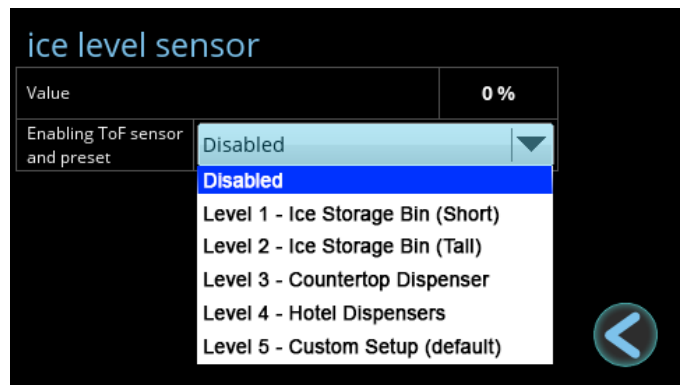 ice level sensor
Value
0 %
Enabling ToF sensor
and preset
Disabled
Disabled
Level 1 - Ice Storage Bin (Short)
Level 2 - Ice Storage Bin (Tall)
Level 3 - Countertop Dispenser
Level 4 - Hotel Dispensers
Level 5 - Custom Setup (default)